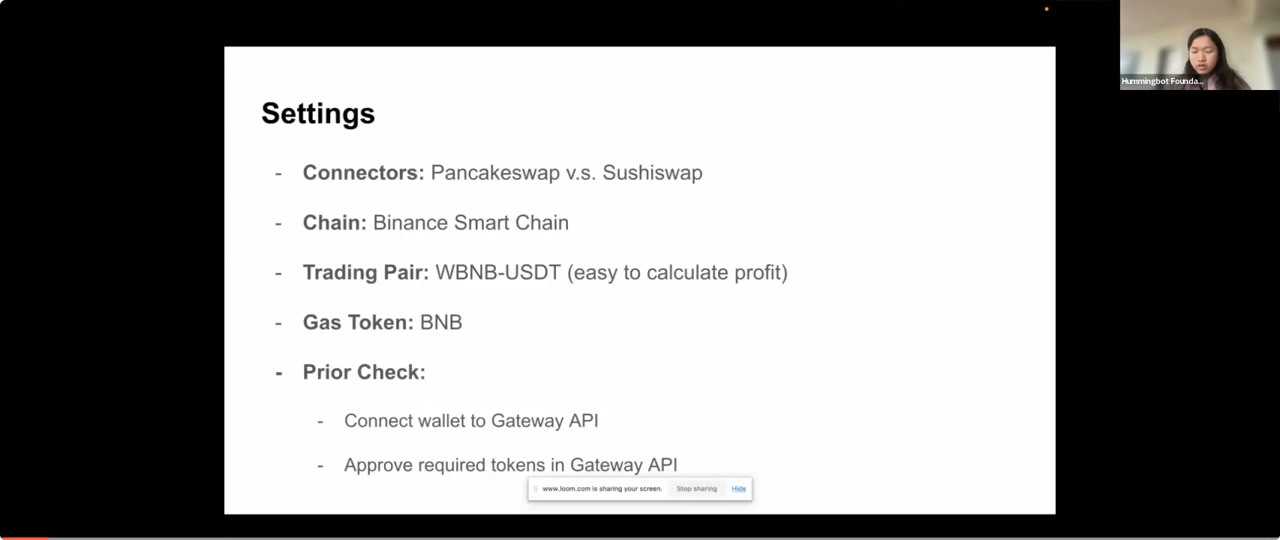 Hummingbot Founda...
Settings
- Connectors: Pancakeswap v.s. Sushiswap
- Chain: Binance Smart Chain
- Trading Pair: WBNB-USDT (easy to calculate profit)
- Gas Token: BNB
- Prior Check:
- Connect wallet to Gateway API
- Approve required tokens in Gateway API
www.loom.com is sharing your screen. Stop sharing Hide